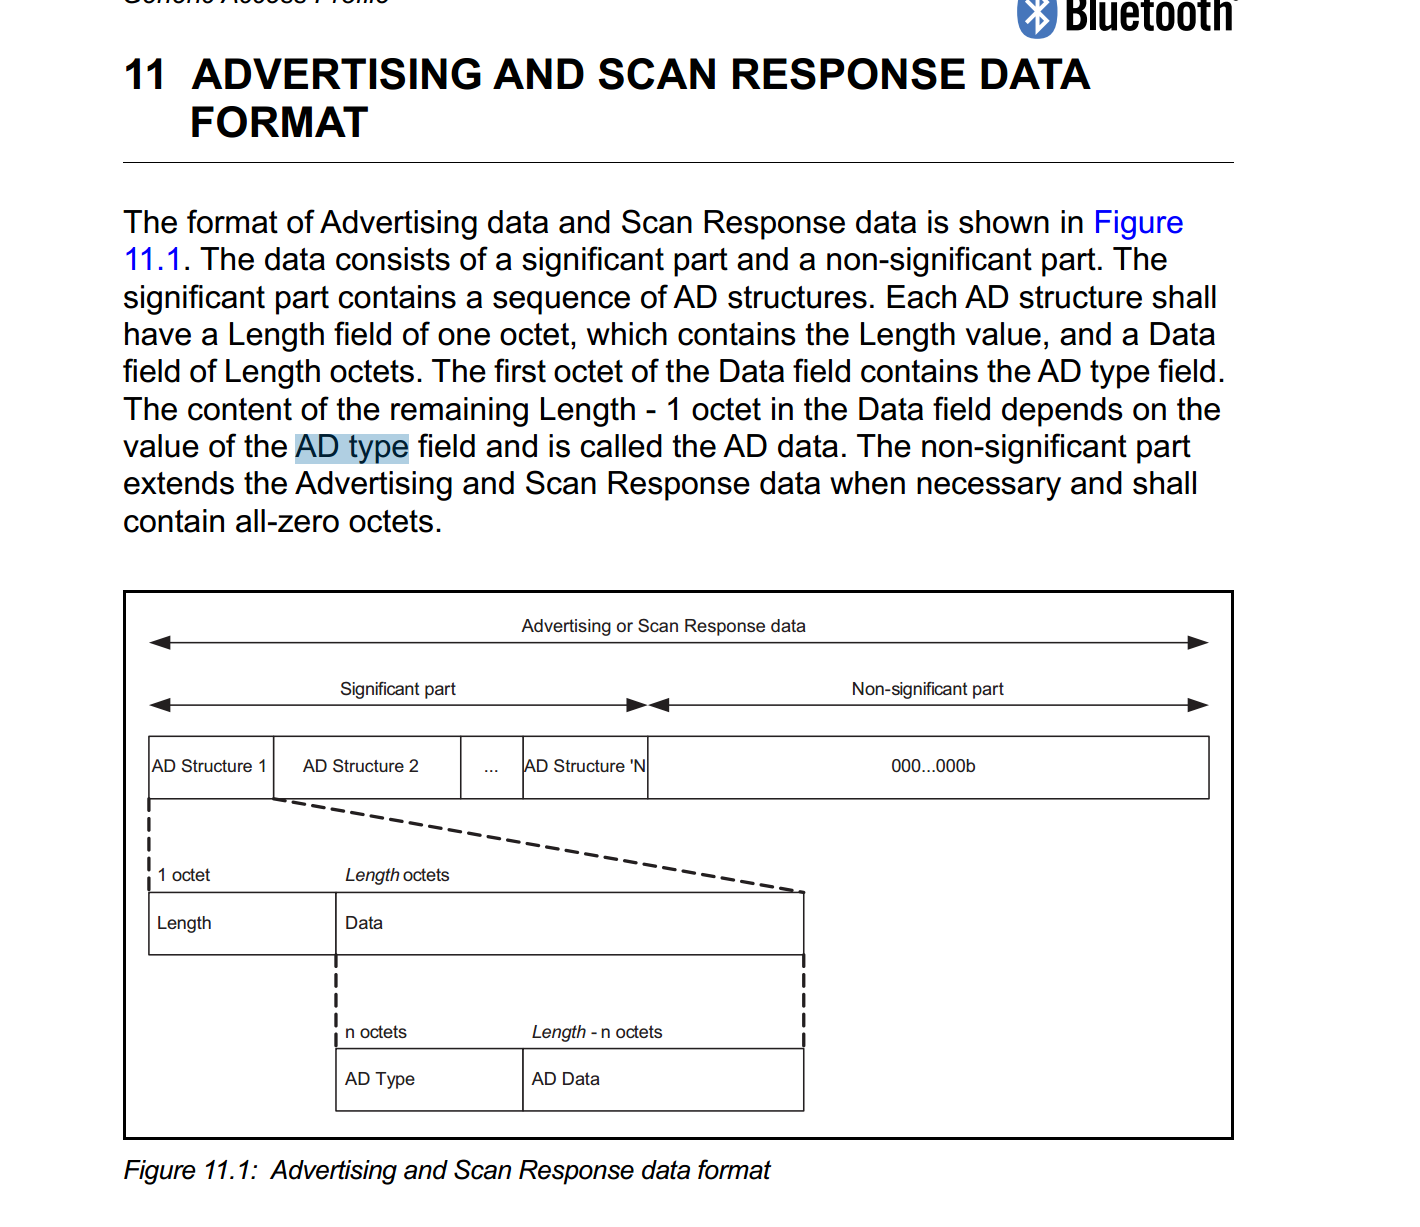 Generic Access Profile
Bluetooth
11 ADVERTISING AND SCAN RESPONSE DATA
FORMAT
The format of Advertising data and Scan Response data is shown in Figure
11.1. The data consists of a significant part and a non-significant part. The
significant part contains a sequence of AD structures. Each AD structure shall
have a Length field of one octet, which contains the Length value, and a Data
field of Length octets. The first octet of the Data field contains the AD type field.
The content of the remaining Length - 1 octet in the Data field depends on the
value of the AD type field and is called the AD data. The non-significant part
extends the Advertising and Scan Response data when necessary and shall
contain all-zero octets.
Advertising or Scan Response data
Significant part
Non-significant part
AD Structure 1
AD Structure 2
...
AD Structure 'N
000...000b
1 octet
Length octets
Length
Data
n octets
Length - n octets
AD Type
AD Data
Figure 11.1: Advertising and Scan Response data format